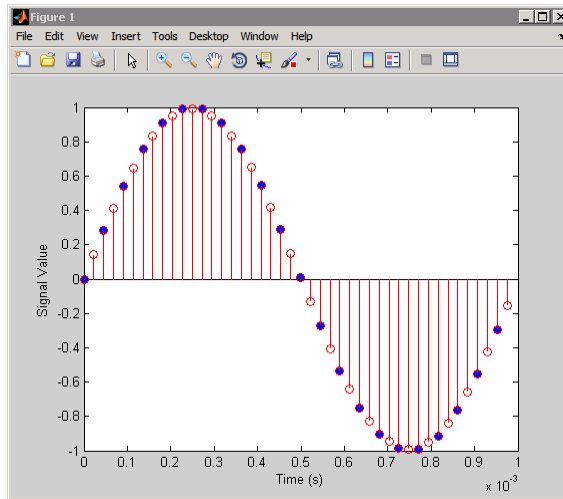 Figure 1
File Edit View Insert Tools Desktop Window Help
1
0.8
0.6
0.4
0.2
0
-0.2
-0.4
-0.6
-0.8
-1
Signal Value
0 0.1 0.2 0.3 0.4 0.5 0.6 0.7 0.8 0.9 1
Time (s)
x 10^-3